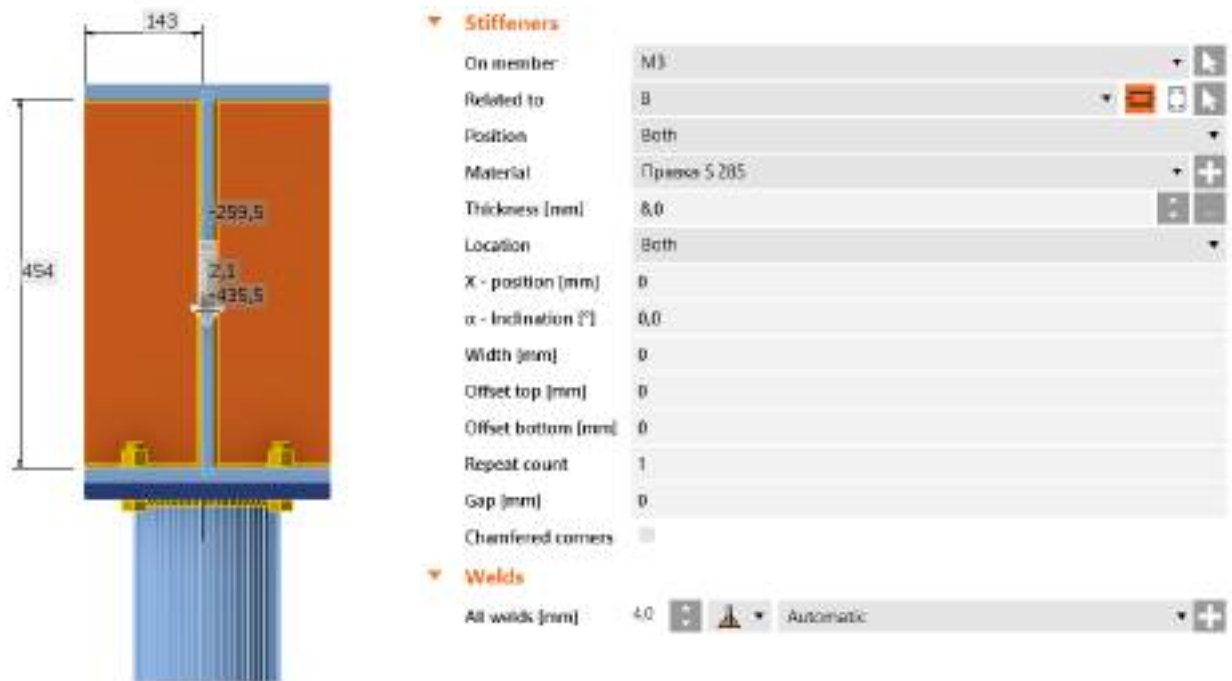 143
454
-259,5
2,1
-435,5
Stiffeners
On member M3
Related to B
Position Both
Material Правка S 285
Thickness [mm] 8,0
Location Both
X - position [mm] 0
α - Inclination [°] 0,0
Width [mm] 0
Offset top [mm] 0
Offset bottom [mm] 0
Repeat count 1
Gap [mm] 0
Chamfered corners
Welds
All welds [mm] 4.0 Automatic